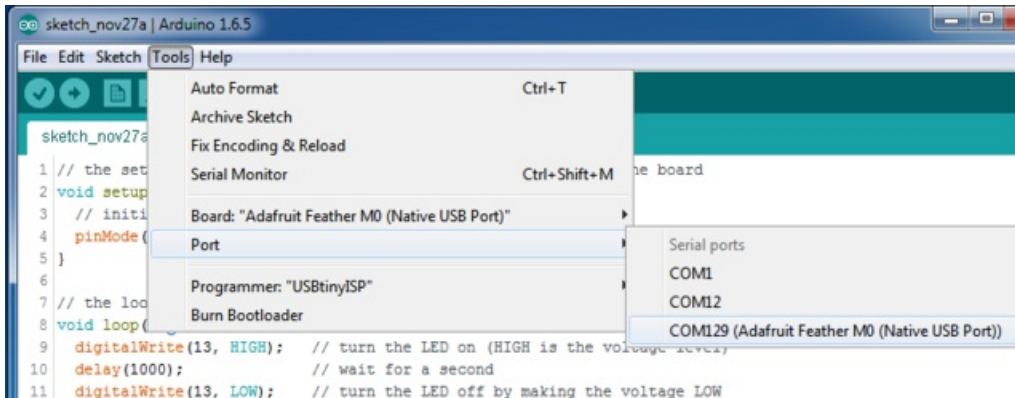 sketch_nov27a | Arduino 1.6.5
File Edit Sketch Tools Help
Auto Format Ctrl+T
Archive Sketch
sketch_nov27a
Fix Encoding & Reload
1 // the set he board
Serial Monitor Ctrl+Shift+M
2 void setup
3 // initi
Board: "Adafruit Feather M0 (Native USB Port)"
4 pinMode(
Port
Serial ports
5 }
COM1
6
Programmer: "USBtinyISP"
7 // the loo
COM12
Burn Bootloader
8 void loop(
COM129 (Adafruit Feather M0 (Native USB Port))
9 digitalWrite(13, HIGH); // turn the LED on (HIGH is the voltage level)
10 delay(1000); // wait for a second
11 digitalWrite(13, LOW); // turn the LED off by making the voltage LOW